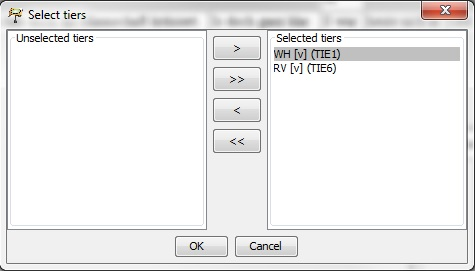 Select tiers
Unselected tiers
Selected tiers
WH [v] (TIE1)
RV [v] (TIE6)
>
>>
<
<<
OK
Cancel